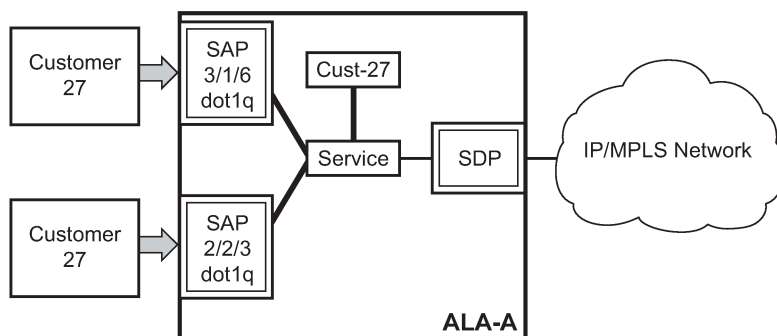 Customer
27
SAP
3/1/6
dot1q
Cust-27
Service
SDP
IP/MPLS Network
Customer
27
SAP
2/2/3
dot1q
ALA-A